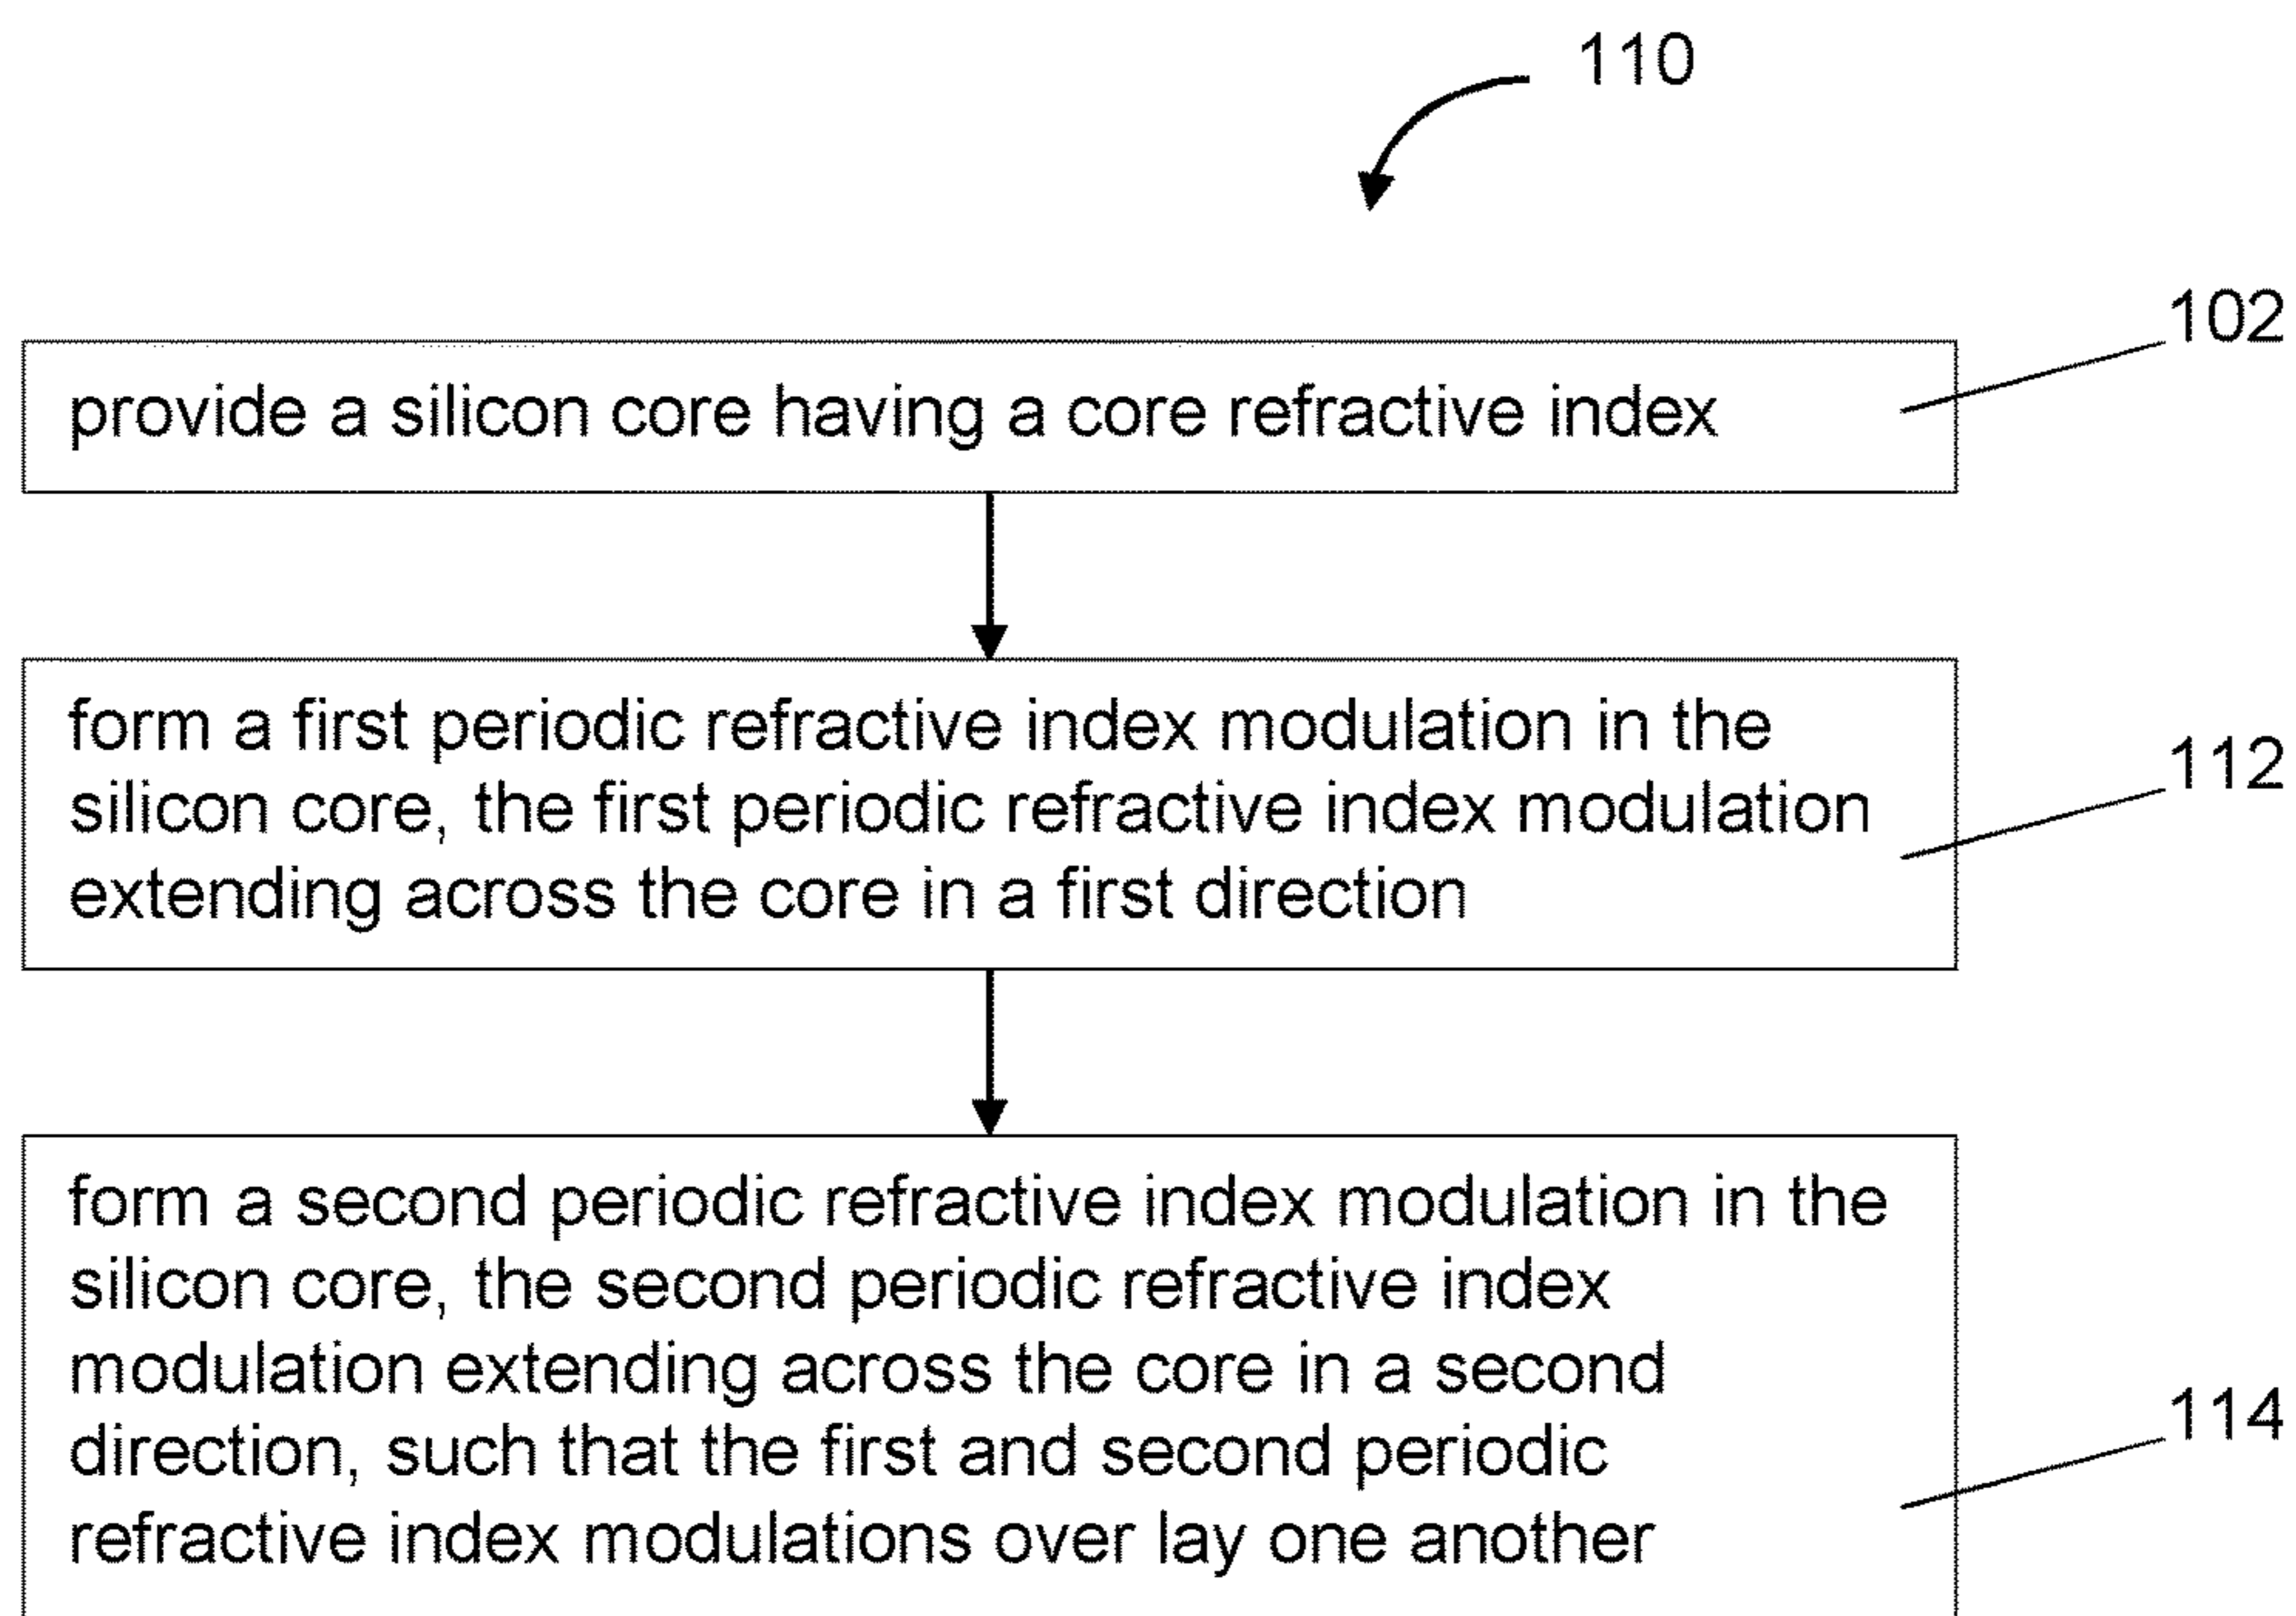 110
102
provide a silicon core having a core refractive index
form a first periodic refractive index modulation in the
silicon core, the first periodic refractive index modulation
extending across the core in a first direction
112
form a second periodic refractive index modulation in the
silicon core, the second periodic refractive index
modulation extending across the core in a second
direction, such that the first and second periodic
refractive index modulations over lay one another
114